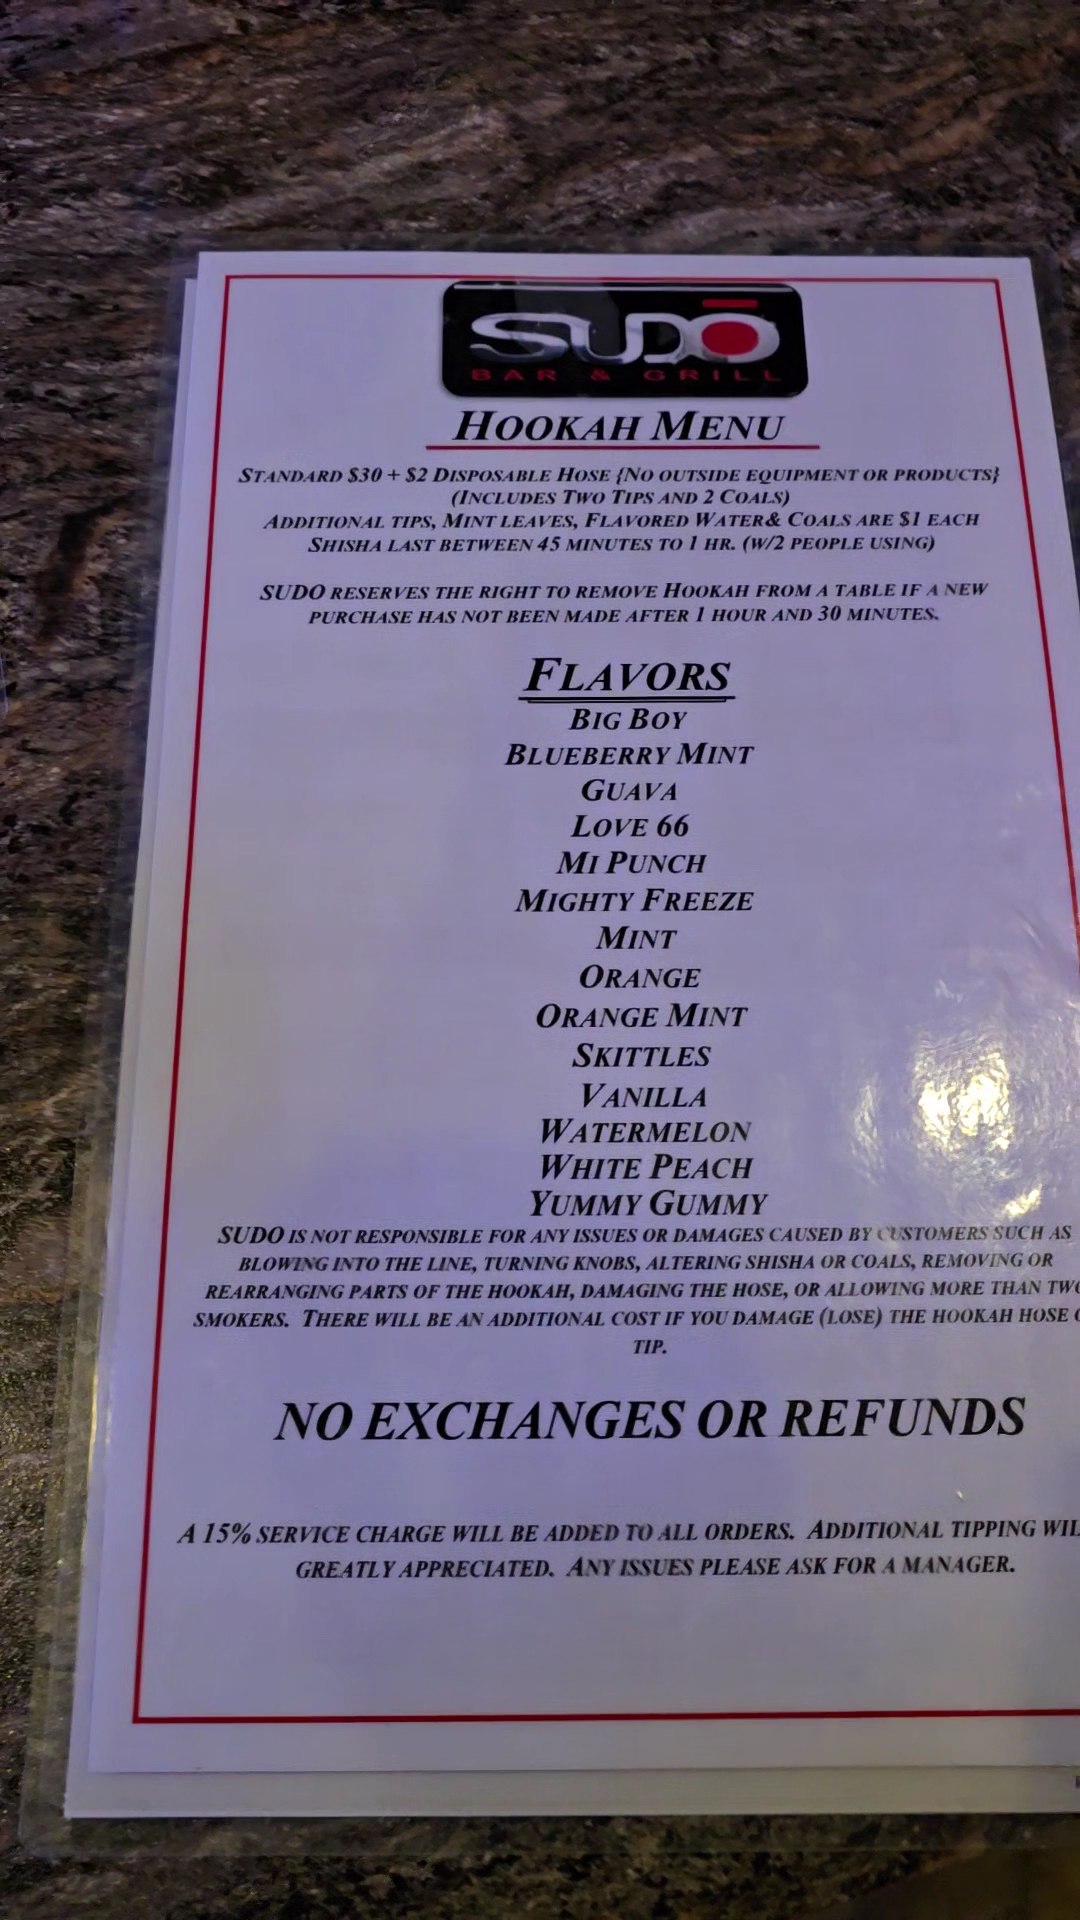 SUDŌ
BAR & GRILL
HOOKAH MENU
STANDARD $30 + $2 DISPOSABLE HOSE {NO OUTSIDE EQUIPMENT OR PRODUCTS}
(INCLUDES TWO TIPS AND 2 COALS)
ADDITIONAL TIPS, MINT LEAVES, FLAVORED WATER& COALS ARE $1 EACH
SHISHA LAST BETWEEN 45 MINUTES TO 1 HR. (W/2 PEOPLE USING)
SUDO RESERVES THE RIGHT TO REMOVE HOOKAH FROM A TABLE IF A NEW
PURCHASE HAS NOT BEEN MADE AFTER 1 HOUR AND 30 MINUTES.
FLAVORS
BIG BOY
BLUEBERRY MINT
GUAVA
LOVE 66
MI PUNCH
MIGHTY FREEZE
MINT
ORANGE
ORANGE MINT
SKITTLES
VANILLA
WATERMELON
WHITE PEACH
YUMMY GUMMY
SUDO IS NOT RESPONSIBLE FOR ANY ISSUES OR DAMAGES CAUSED BY CUSTOMERS SUCH AS
BLOWING INTO THE LINE, TURNING KNOBS, ALTERING SHISHA OR COALS, REMOVING OR
REARRANGING PARTS OF THE HOOKAH, DAMAGING THE HOSE, OR ALLOWING MORE THAN TWO
SMOKERS. THERE WILL BE AN ADDITIONAL COST IF YOU DAMAGE (LOSE) THE HOOKAH HOSE
TIP.
NO EXCHANGES OR REFUNDS
A 15% SERVICE CHARGE WILL BE ADDED TO ALL ORDERS. ADDITIONAL TIPPING
GREATLY APPRECIATED. ANY ISSUES PLEASE ASK FOR A MANAGER.